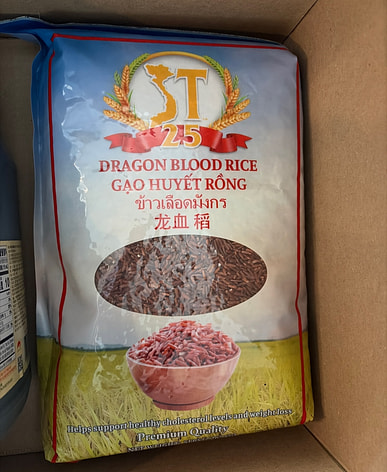 ST
25
DRAGON BLOOD RICE
GẠO HUYẾT RỒNG
ข้าวเลือดมังกร
龙血稻
Helps support healthy cholesterol levels and weight loss
Premium Quality